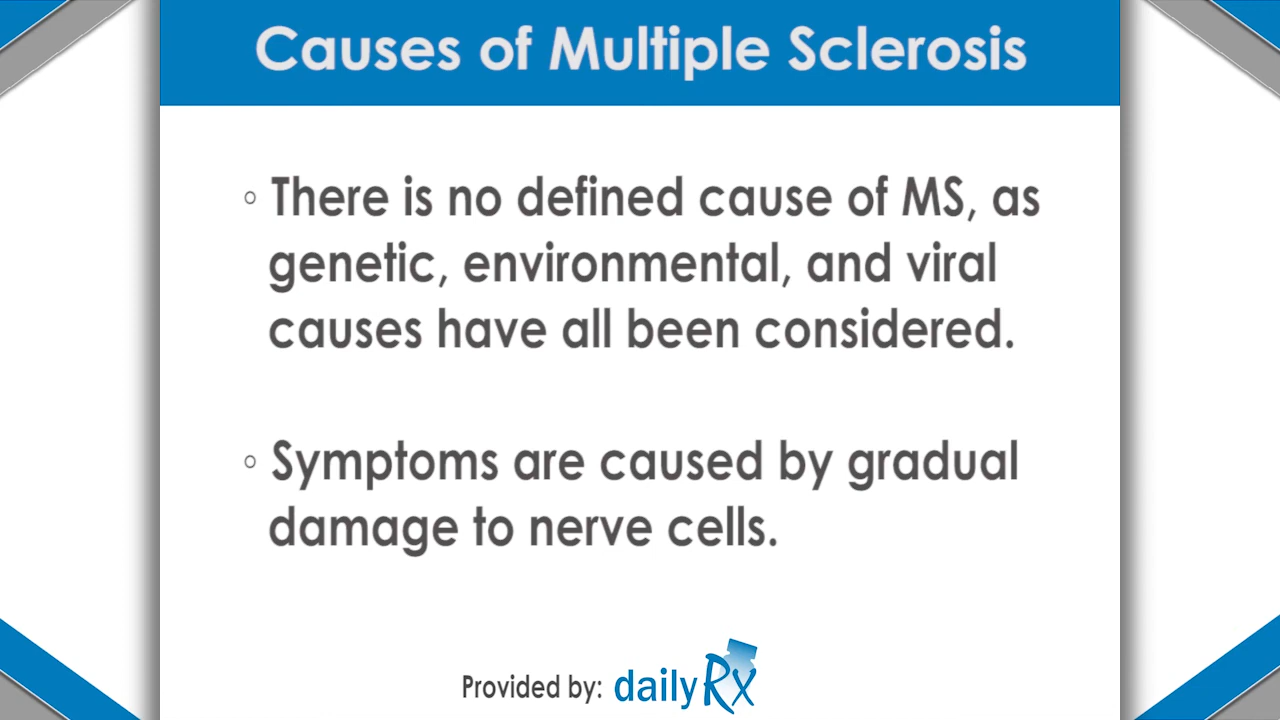 Causes of Multiple Sclerosis
◦ There is no defined cause of MS, as
genetic, environmental, and viral
causes have all been considered.
◦ Symptoms are caused by gradual
damage to nerve cells.
Provided by: dailyRx